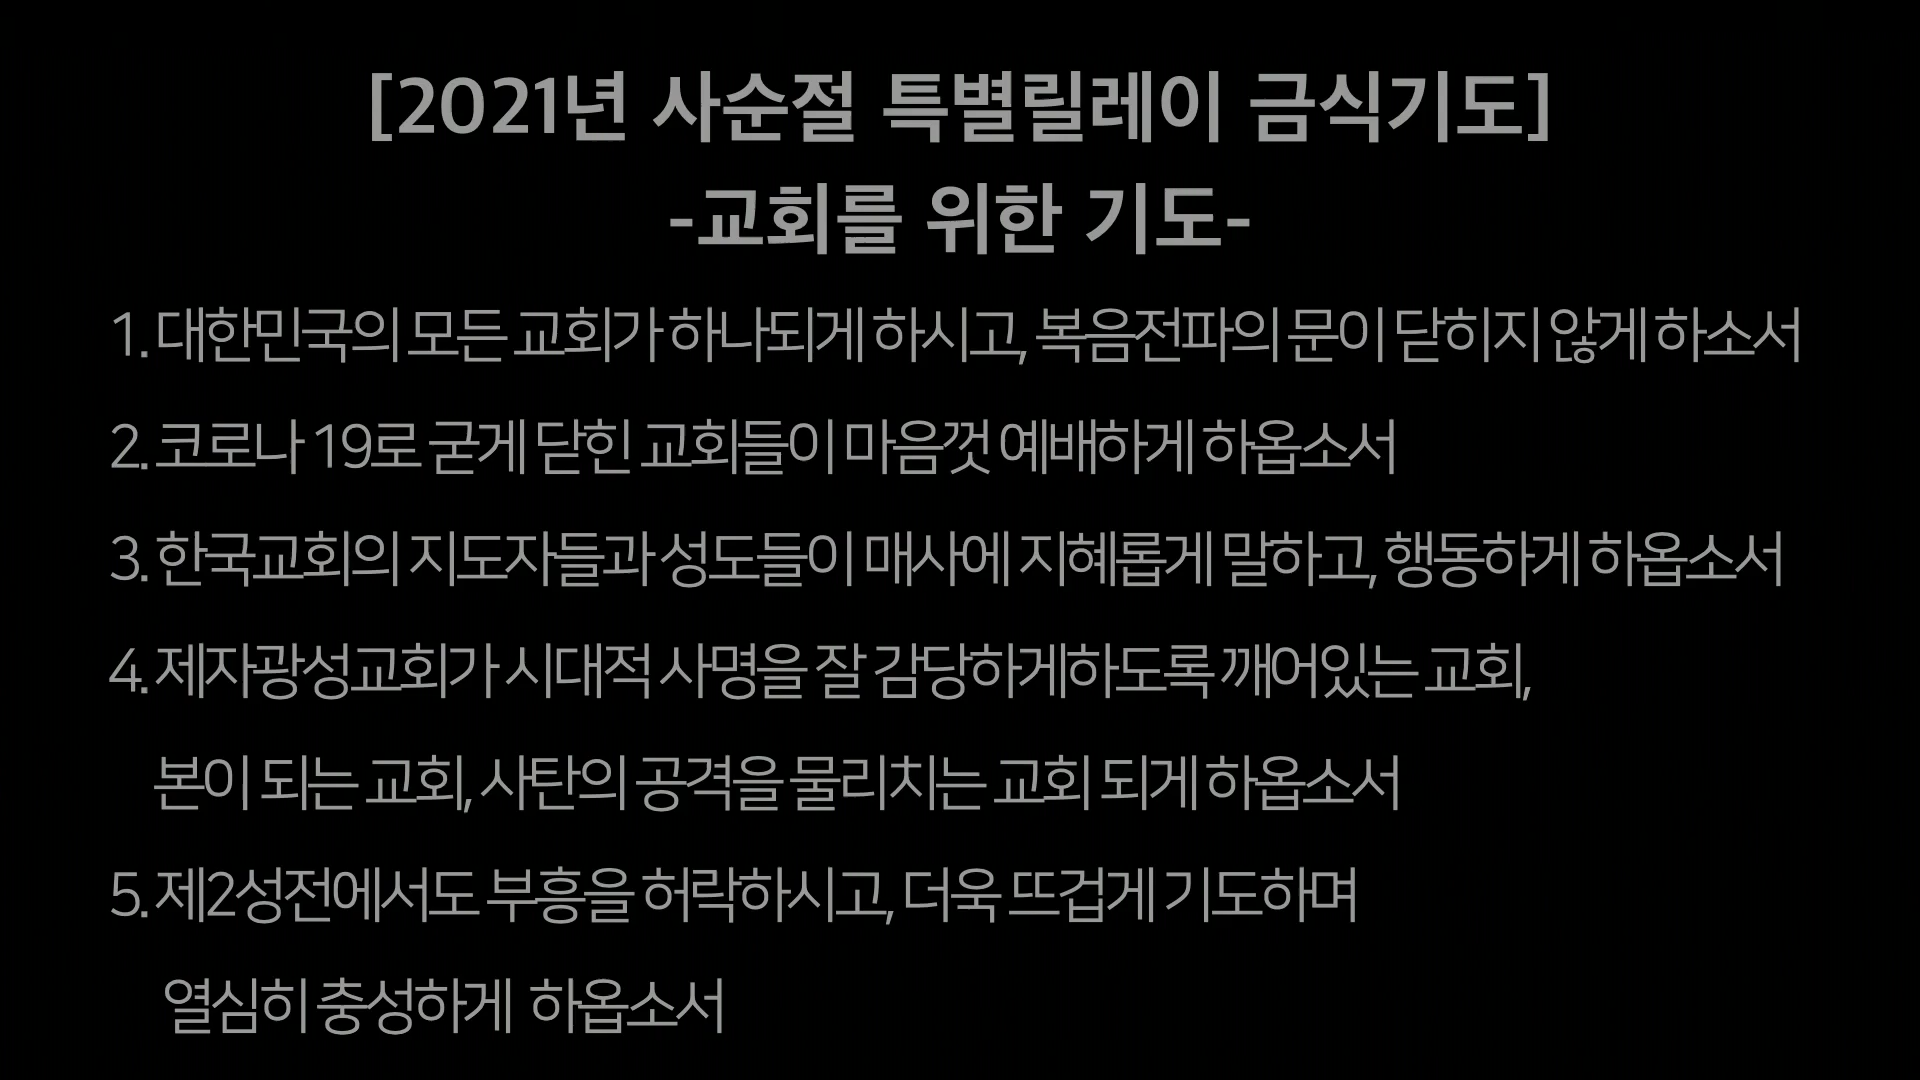 [2021년 사순절 특별릴레이 금식기도]
-교회를 위한 기도-
1. 대한민국의 모든 교회가 하나되게 하시고, 복음전파의 문이 닫히지 않게 하소서
2. 코로나 19로 굳게 닫힌 교회들이 마음껏 예배하게 하옵소서
3. 한국교회의 지도자들과 성도들이 매사에 지혜롭게 말하고, 행동하게 하옵소서
4. 제자광성교회가 시대적 사명을 잘 감당하게하도록 깨어있는 교회,
본이 되는 교회, 사탄의 공격을 물리치는 교회 되게 하옵소서
5. 제2성전에서도 부흥을 허락하시고, 더욱 뜨겁게 기도하며
열심히 충성하게 하옵소서